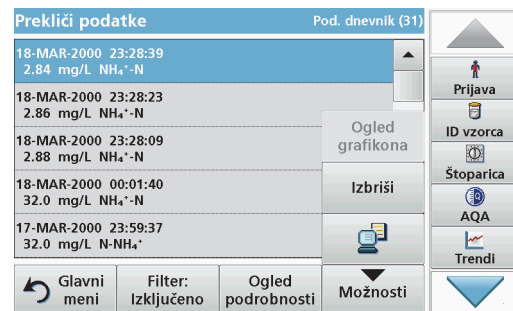 Prekliči podatke
Pod. dnevnik (31)
18-MAR-2000 23:28:39
2.84 mg/L NH₄⁺-N
18-MAR-2000 23:28:23
2.86 mg/L NH₄⁺-N
18-MAR-2000 23:28:09
2.88 mg/L NH₄⁺-N
18-MAR-2000 00:01:40
32.0 mg/L NH₄⁺-N
17-MAR-2000 23:59:37
32.0 mg/L N-NH₄⁺
Ogled
grafikona
Izbriši
Glavni
meni
Filter:
Izključeno
Ogled
podrobnosti
Možnosti
Prijava
ID vzorca
Štoparica
AQA
Trendi